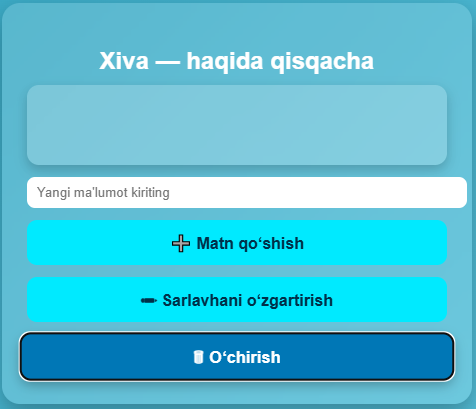 Xiva — haqida qisqacha
Yangi ma'lumot kiriting
➕ Matn qo‘shish
✏️ Sarlavhani o‘zgartirish
🗑️ O‘chirish